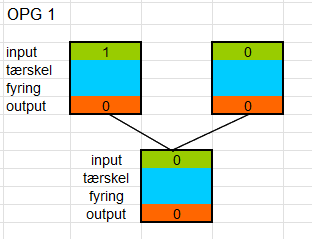 OPG 1
input 1 0
tærskel
fyring
output 0 0
input 0
tærskel
fyring
output 0